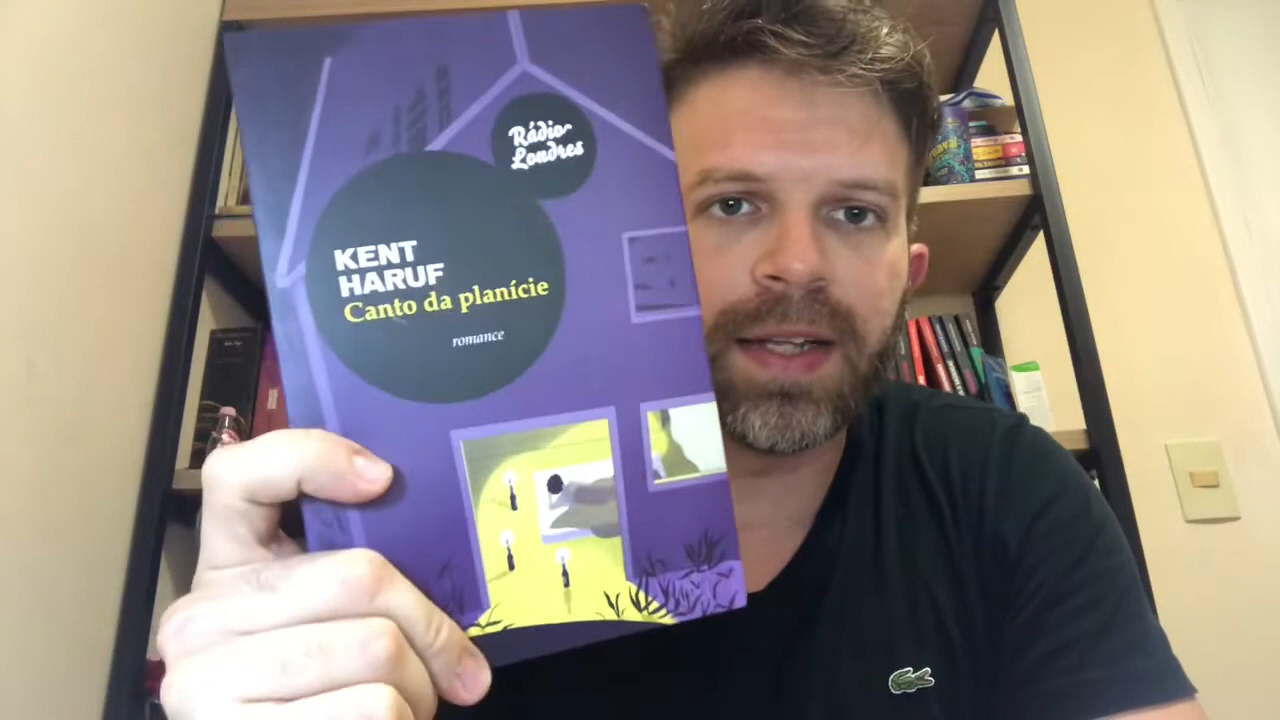 Rádio
Londres
KENT
HARUF
Canto da planície
romance